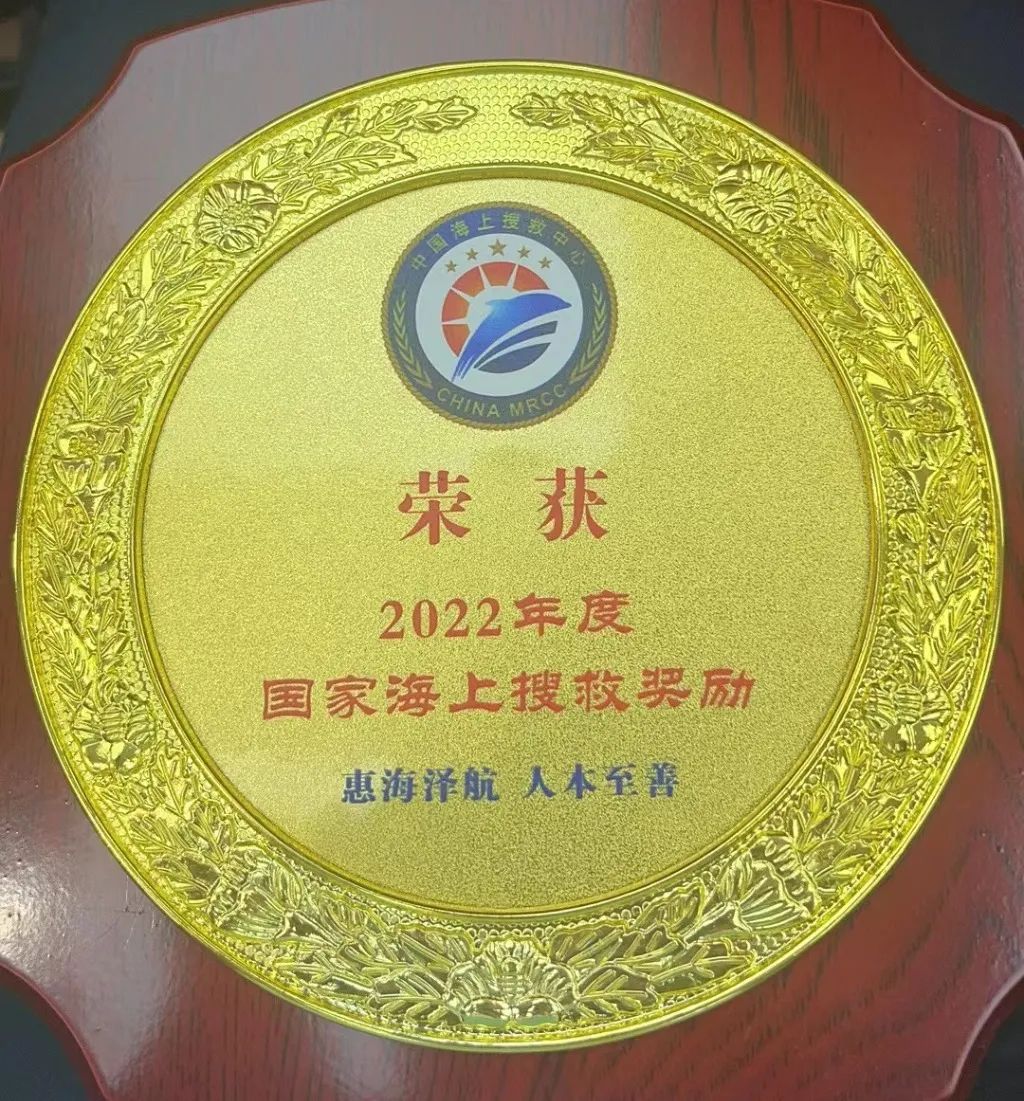 中国海上搜救中心
CHINA MRCC
荣获
2022年度
国家海上搜救奖励
惠海泽航 人本至善